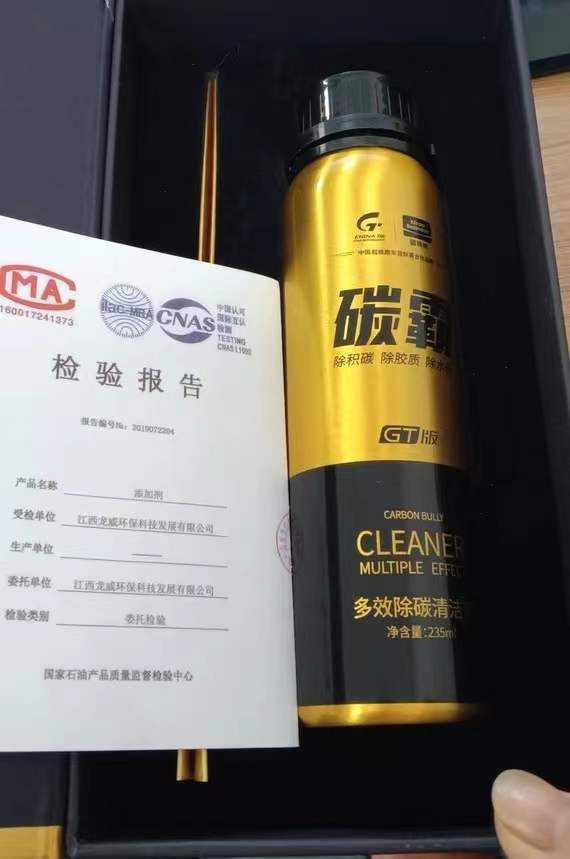 MA
160017241373
ilac-MRA
CNAS
中国认可
国际互认
检测
TESTING
检验报告
报告编号№: 2019072204
产品名称 添加剂
受检单位 江西龙威环保科技发展有限公司
生产单位 ——
委托单位 江西龙威环保科技发展有限公司
检验类别 委托检验
国家石油产品质量监督检验中心
CHINA
碳霸
除积碳 除胶质 除水
GT版
CARBON BULLY
CLEANER
MULTIPLE EFFEC
多效除碳清洁
净含量:235ml